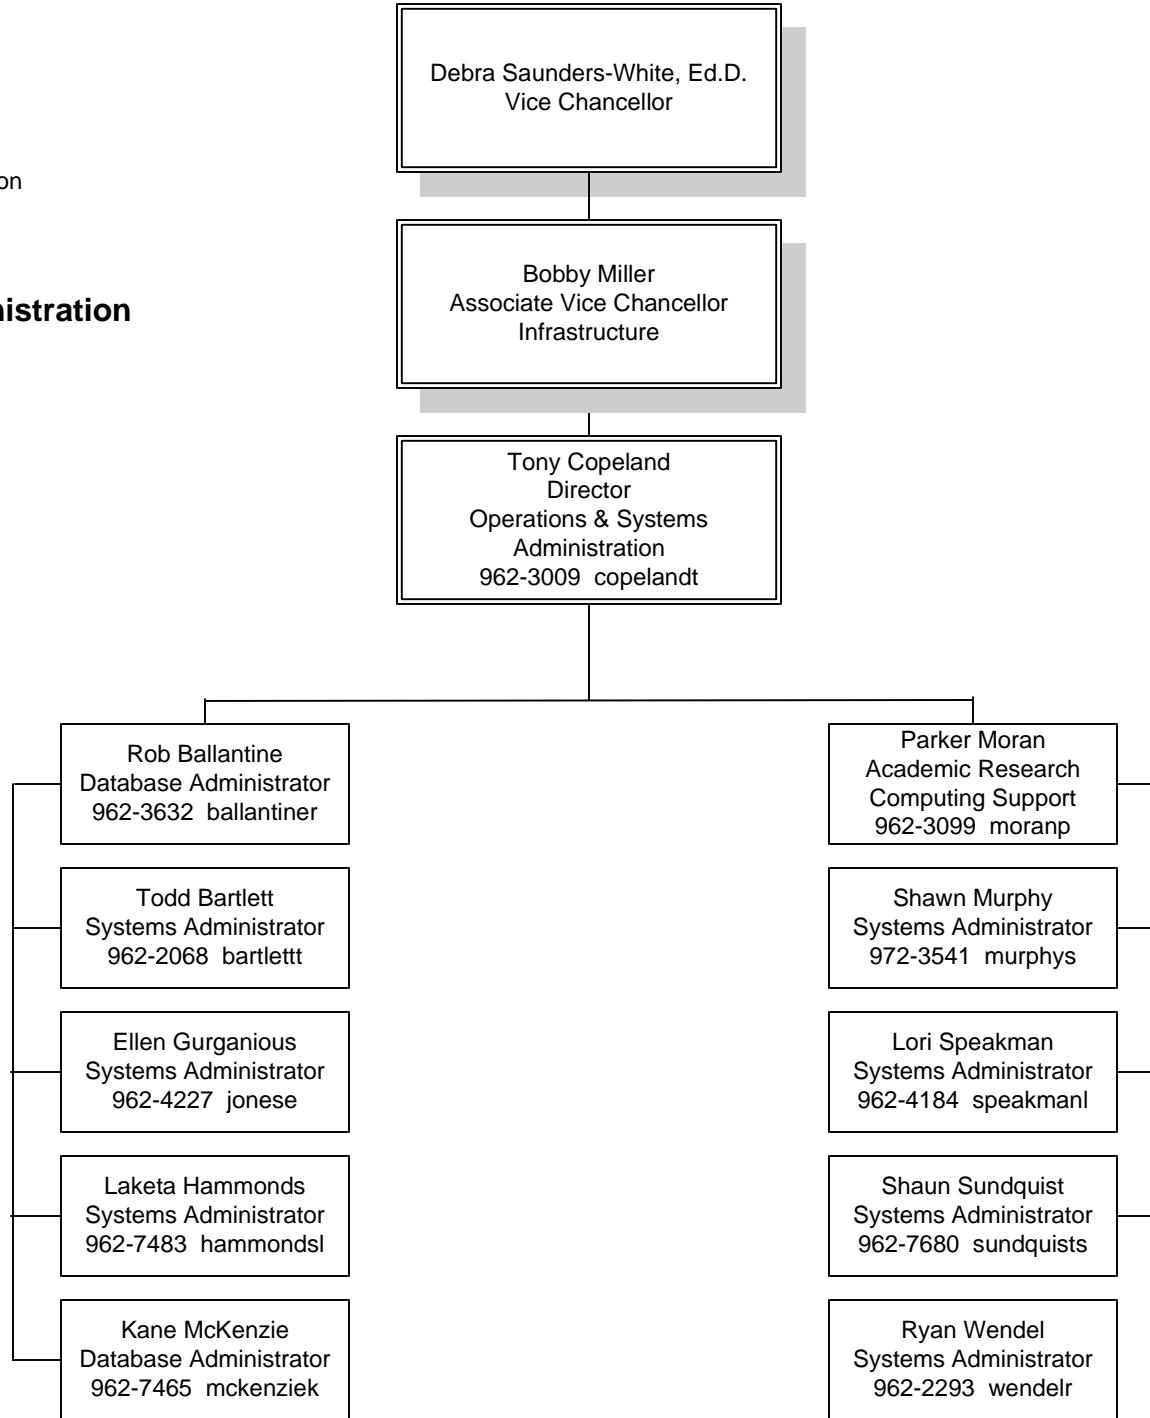 Debra Saunders-White, Ed.D.
Vice Chancellor
on
Bobby Miller
Associate Vice Chancellor
Infrastructure
nistration
Tony Copeland
Director
Operations & Systems
Administration
962-3009 copelandt
Rob Ballantine
Database Administrator
962-3632 ballantiner
Parker Moran
Academic Research
Computing Support
962-3099 moranp
Todd Bartlett
Systems Administrator
962-2068 bartlettt
Shawn Murphy
Systems Administrator
972-3541 murphys
Ellen Gurganious
Systems Administrator
962-4227 jonese
Lori Speakman
Systems Administrator
962-4184 speakmanl
Laketa Hammonds
Systems Administrator
962-7483 hammondsl
Shaun Sundquist
Systems Administrator
962-7680 sundquists
Kane McKenzie
Database Administrator
962-7465 mckenziek
Ryan Wendel
Systems Administrator
962-2293 wendelr